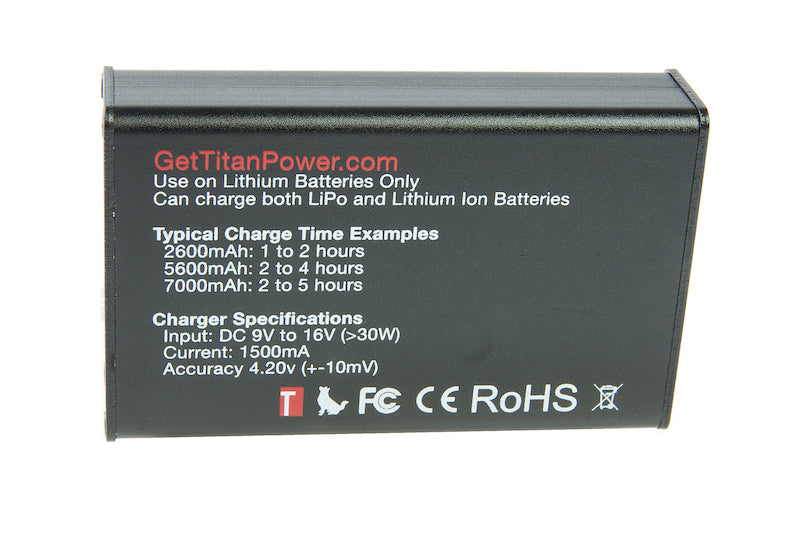 GetTitanPower.com
Use on Lithium Batteries Only
Can charge both LiPo and Lithium Ion Batteries
Typical Charge Time Examples
2600mAh: 1 to 2 hours
5600mAh: 2 to 4 hours
7000mAh: 2 to 5 hours
Charger Specifications
Input: DC 9V to 16V (>30W)
Current: 1500mA
Accuracy 4.20v (+-10mV)
T FC CE RoHS